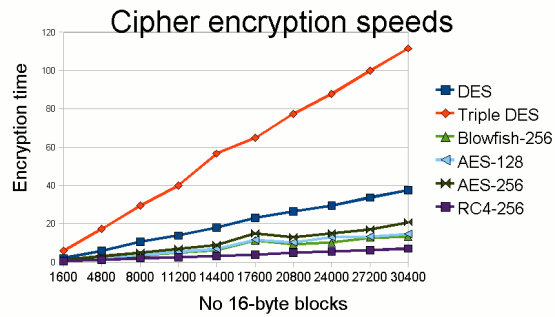 Cipher encryption speeds
120
100
80
60
40
20
0
Encryption time
1600 4800 8000 11200 14400 17600 20800 24000 27200 30400
No 16-byte blocks
DES
Triple DES
Blowfish-256
AES-128
AES-256
RC4-256